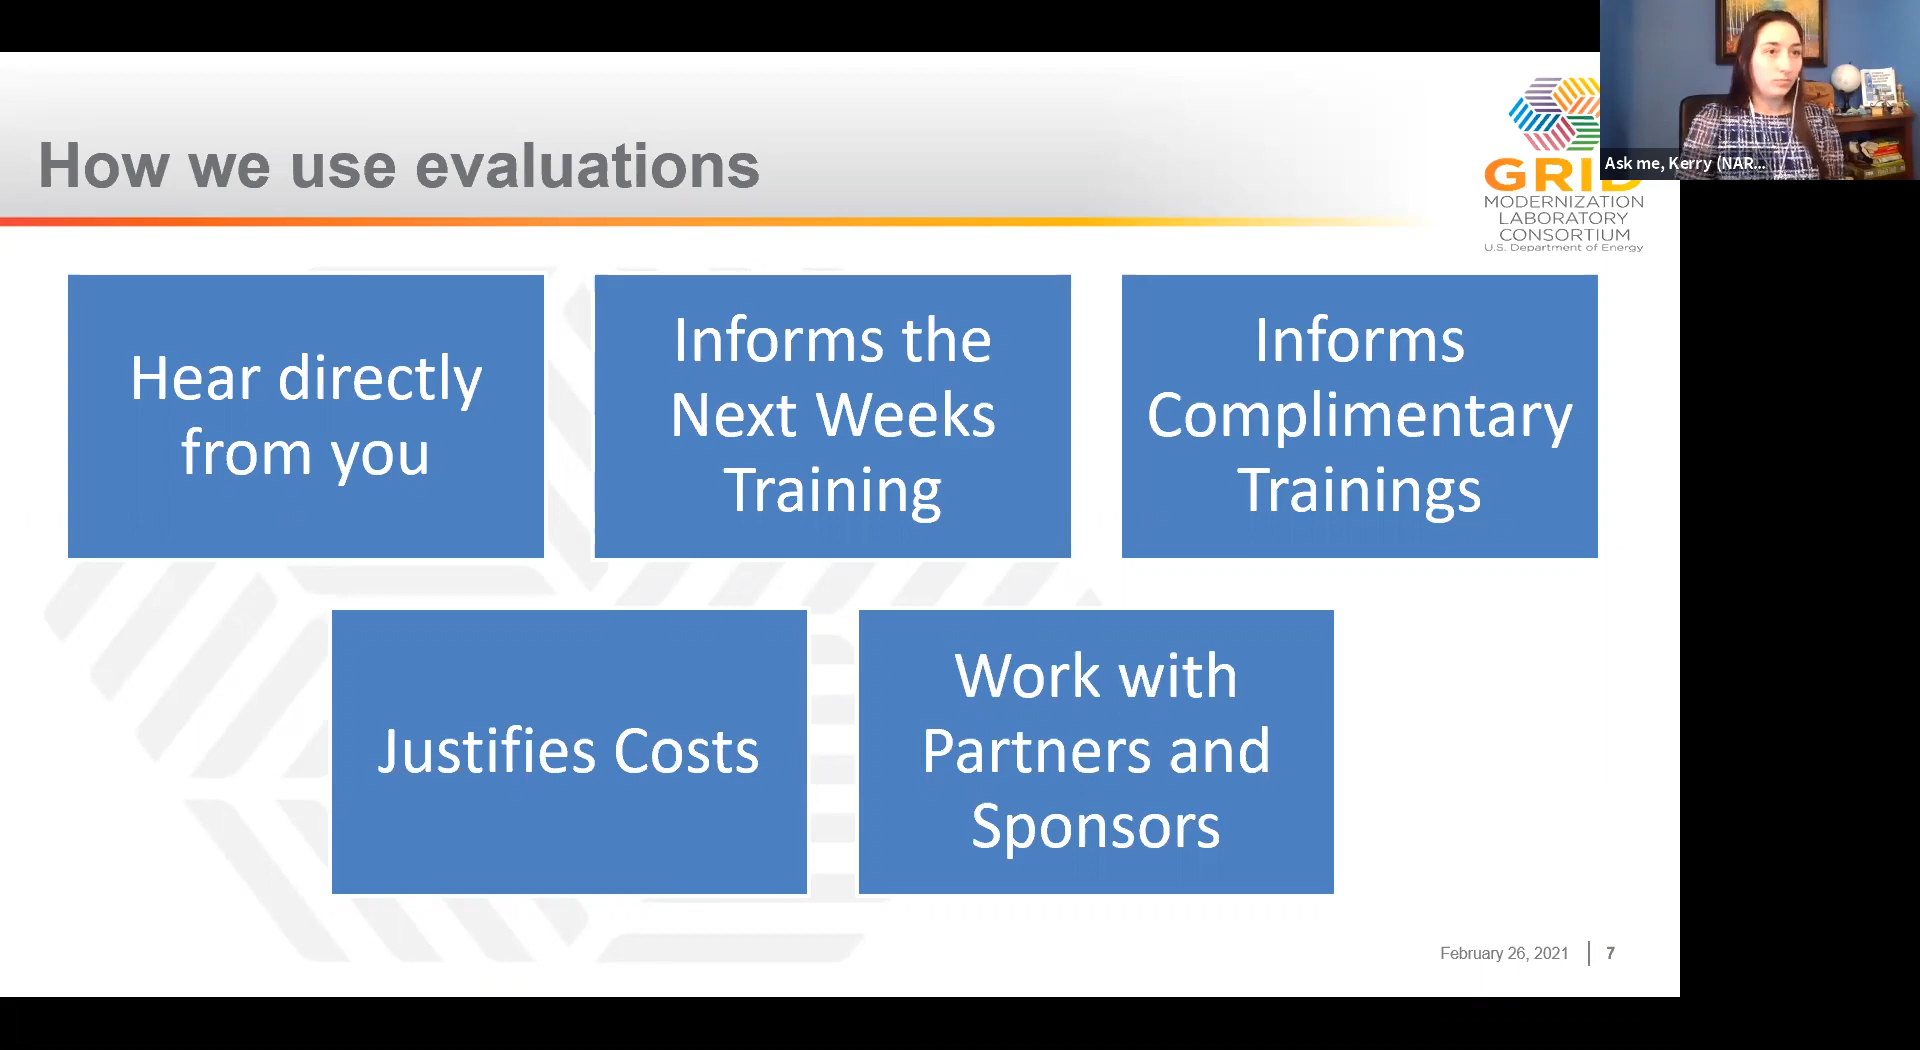 How we use evaluations
GRID
MODERNIZATION
LABORATORY
CONSORTIUM
U.S. Department of Energy
Ask me, Kerry (NAR...
Hear directly
from you
Informs the
Next Weeks
Training
Informs
Complimentary
Trainings
Justifies Costs
Work with
Partners and
Sponsors
February 26, 2021
7